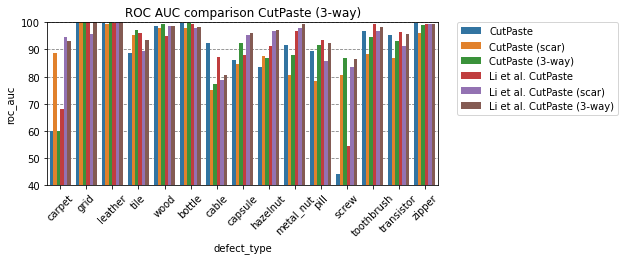 ROC AUC comparison CutPaste (3-way)
100
90
80
70
60
50
40
roc_auc
carpet
grid
leather
tile
wood
bottle
cable
capsule
hazelnut
metal_nut
pill
screw
toothbrush
transistor
zipper
defect_type
CutPaste
CutPaste (scar)
CutPaste (3-way)
Li et al. CutPaste
Li et al. CutPaste (scar)
Li et al. CutPaste (3-way)